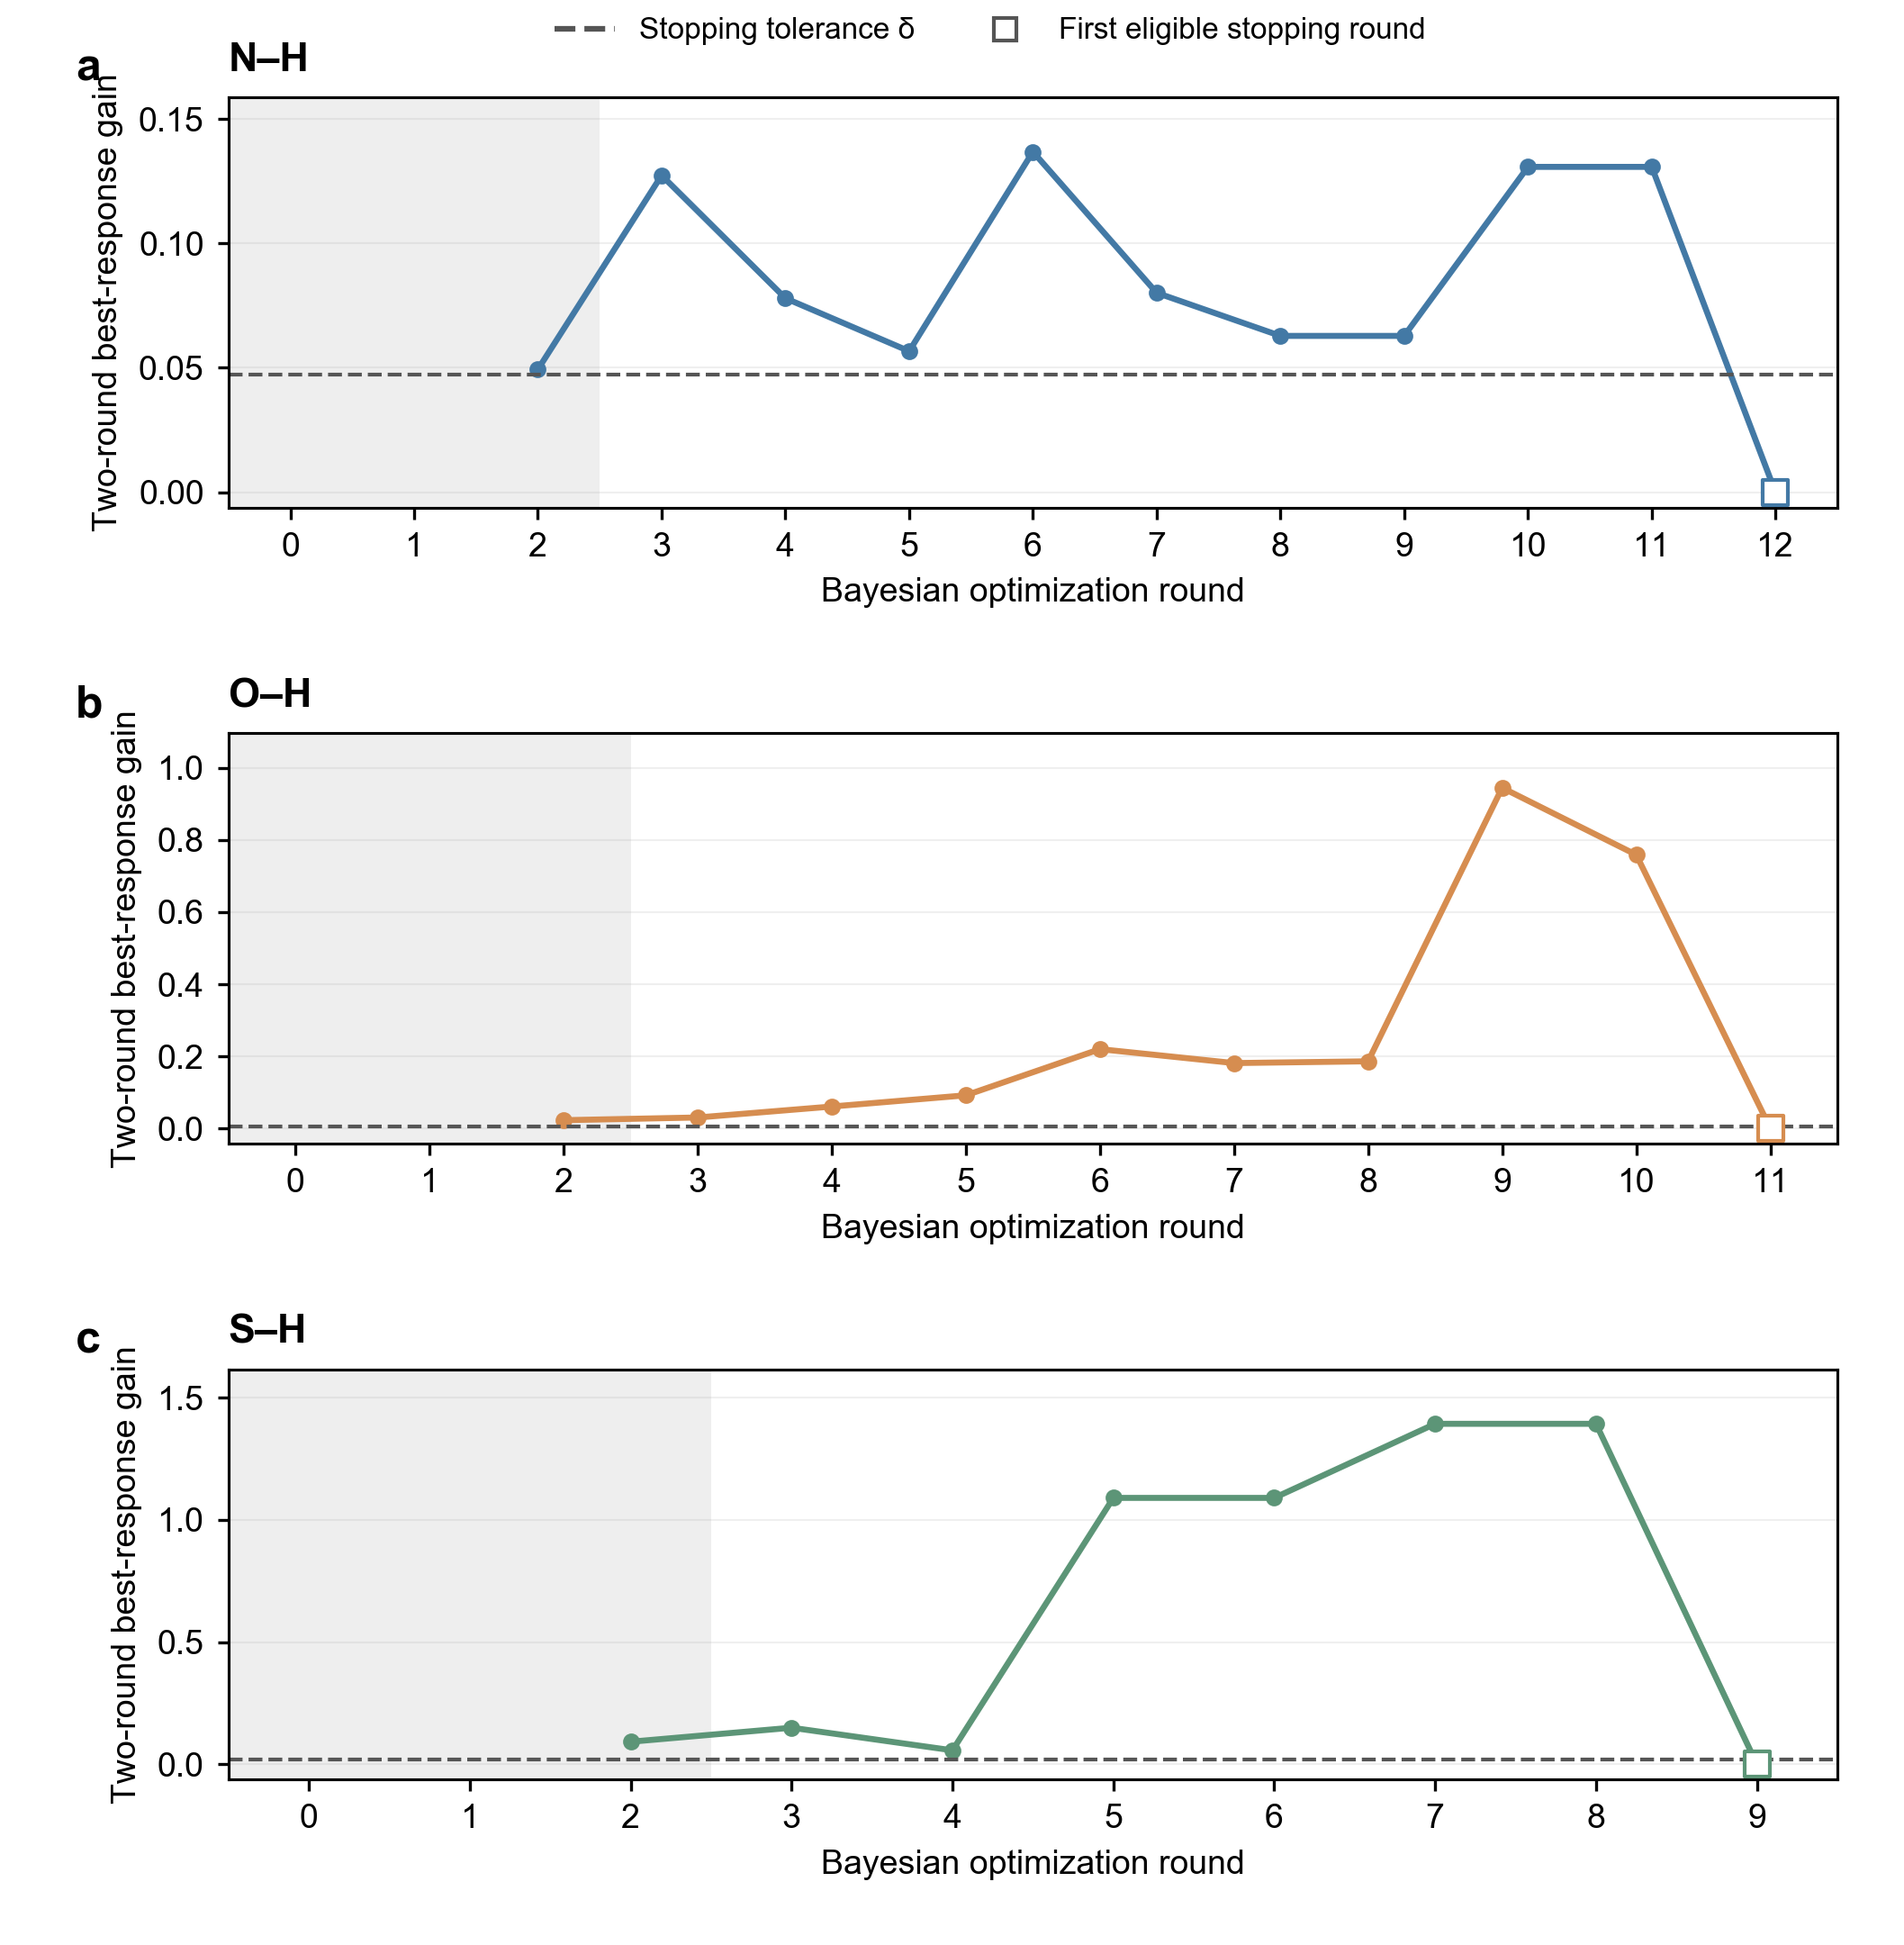 Stopping tolerance δ
First eligible stopping round
a
N–H
Two-round best-response gain
0.15
0.10
0.05
0.00
0 1 2 3 4 5 6 7 8 9 10 11 12
Bayesian optimization round
b
O–H
Two-round best-response gain
1.0
0.8
0.6
0.4
0.2
0.0
0 1 2 3 4 5 6 7 8 9 10 11
Bayesian optimization round
c
S–H
Two-round best-response gain
1.5
1.0
0.5
0.0
0 1 2 3 4 5 6 7 8 9
Bayesian optimization round